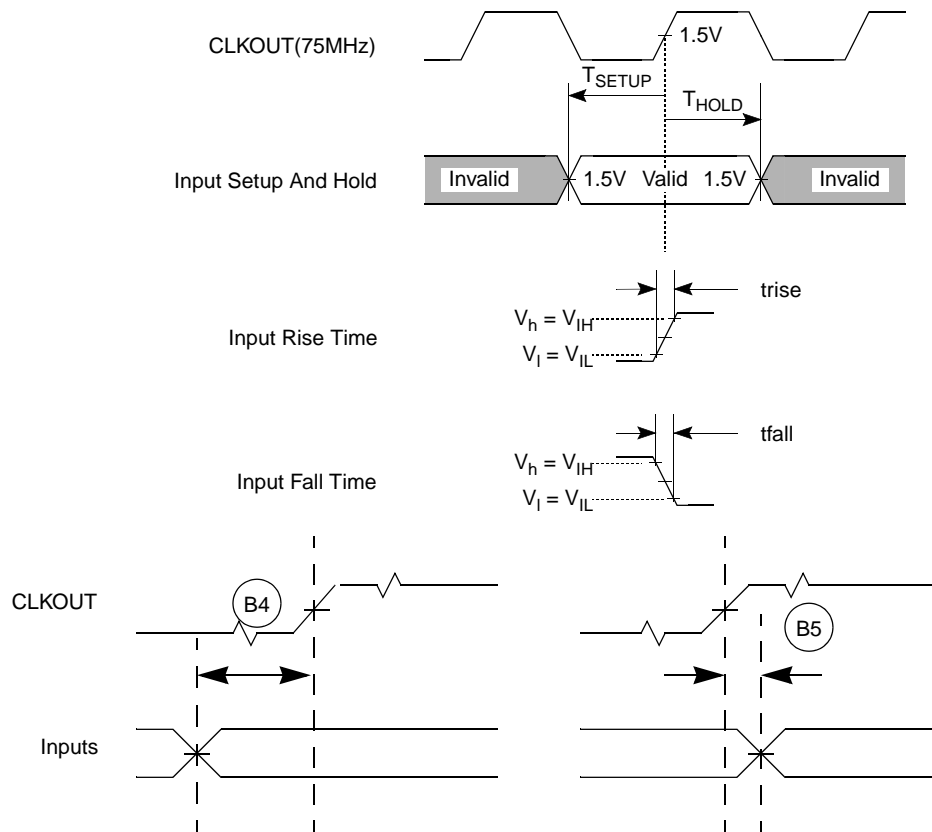 CLKOUT(75MHz)
1.5V
TSETUP
THOLD
Input Setup And Hold
Invalid
1.5V Valid 1.5V
Invalid
trise
Input Rise Time
Vh = VIH
Vl = VIL
tfall
Input Fall Time
Vh = VIH
Vl = VIL
CLKOUT
B4
B5
Inputs